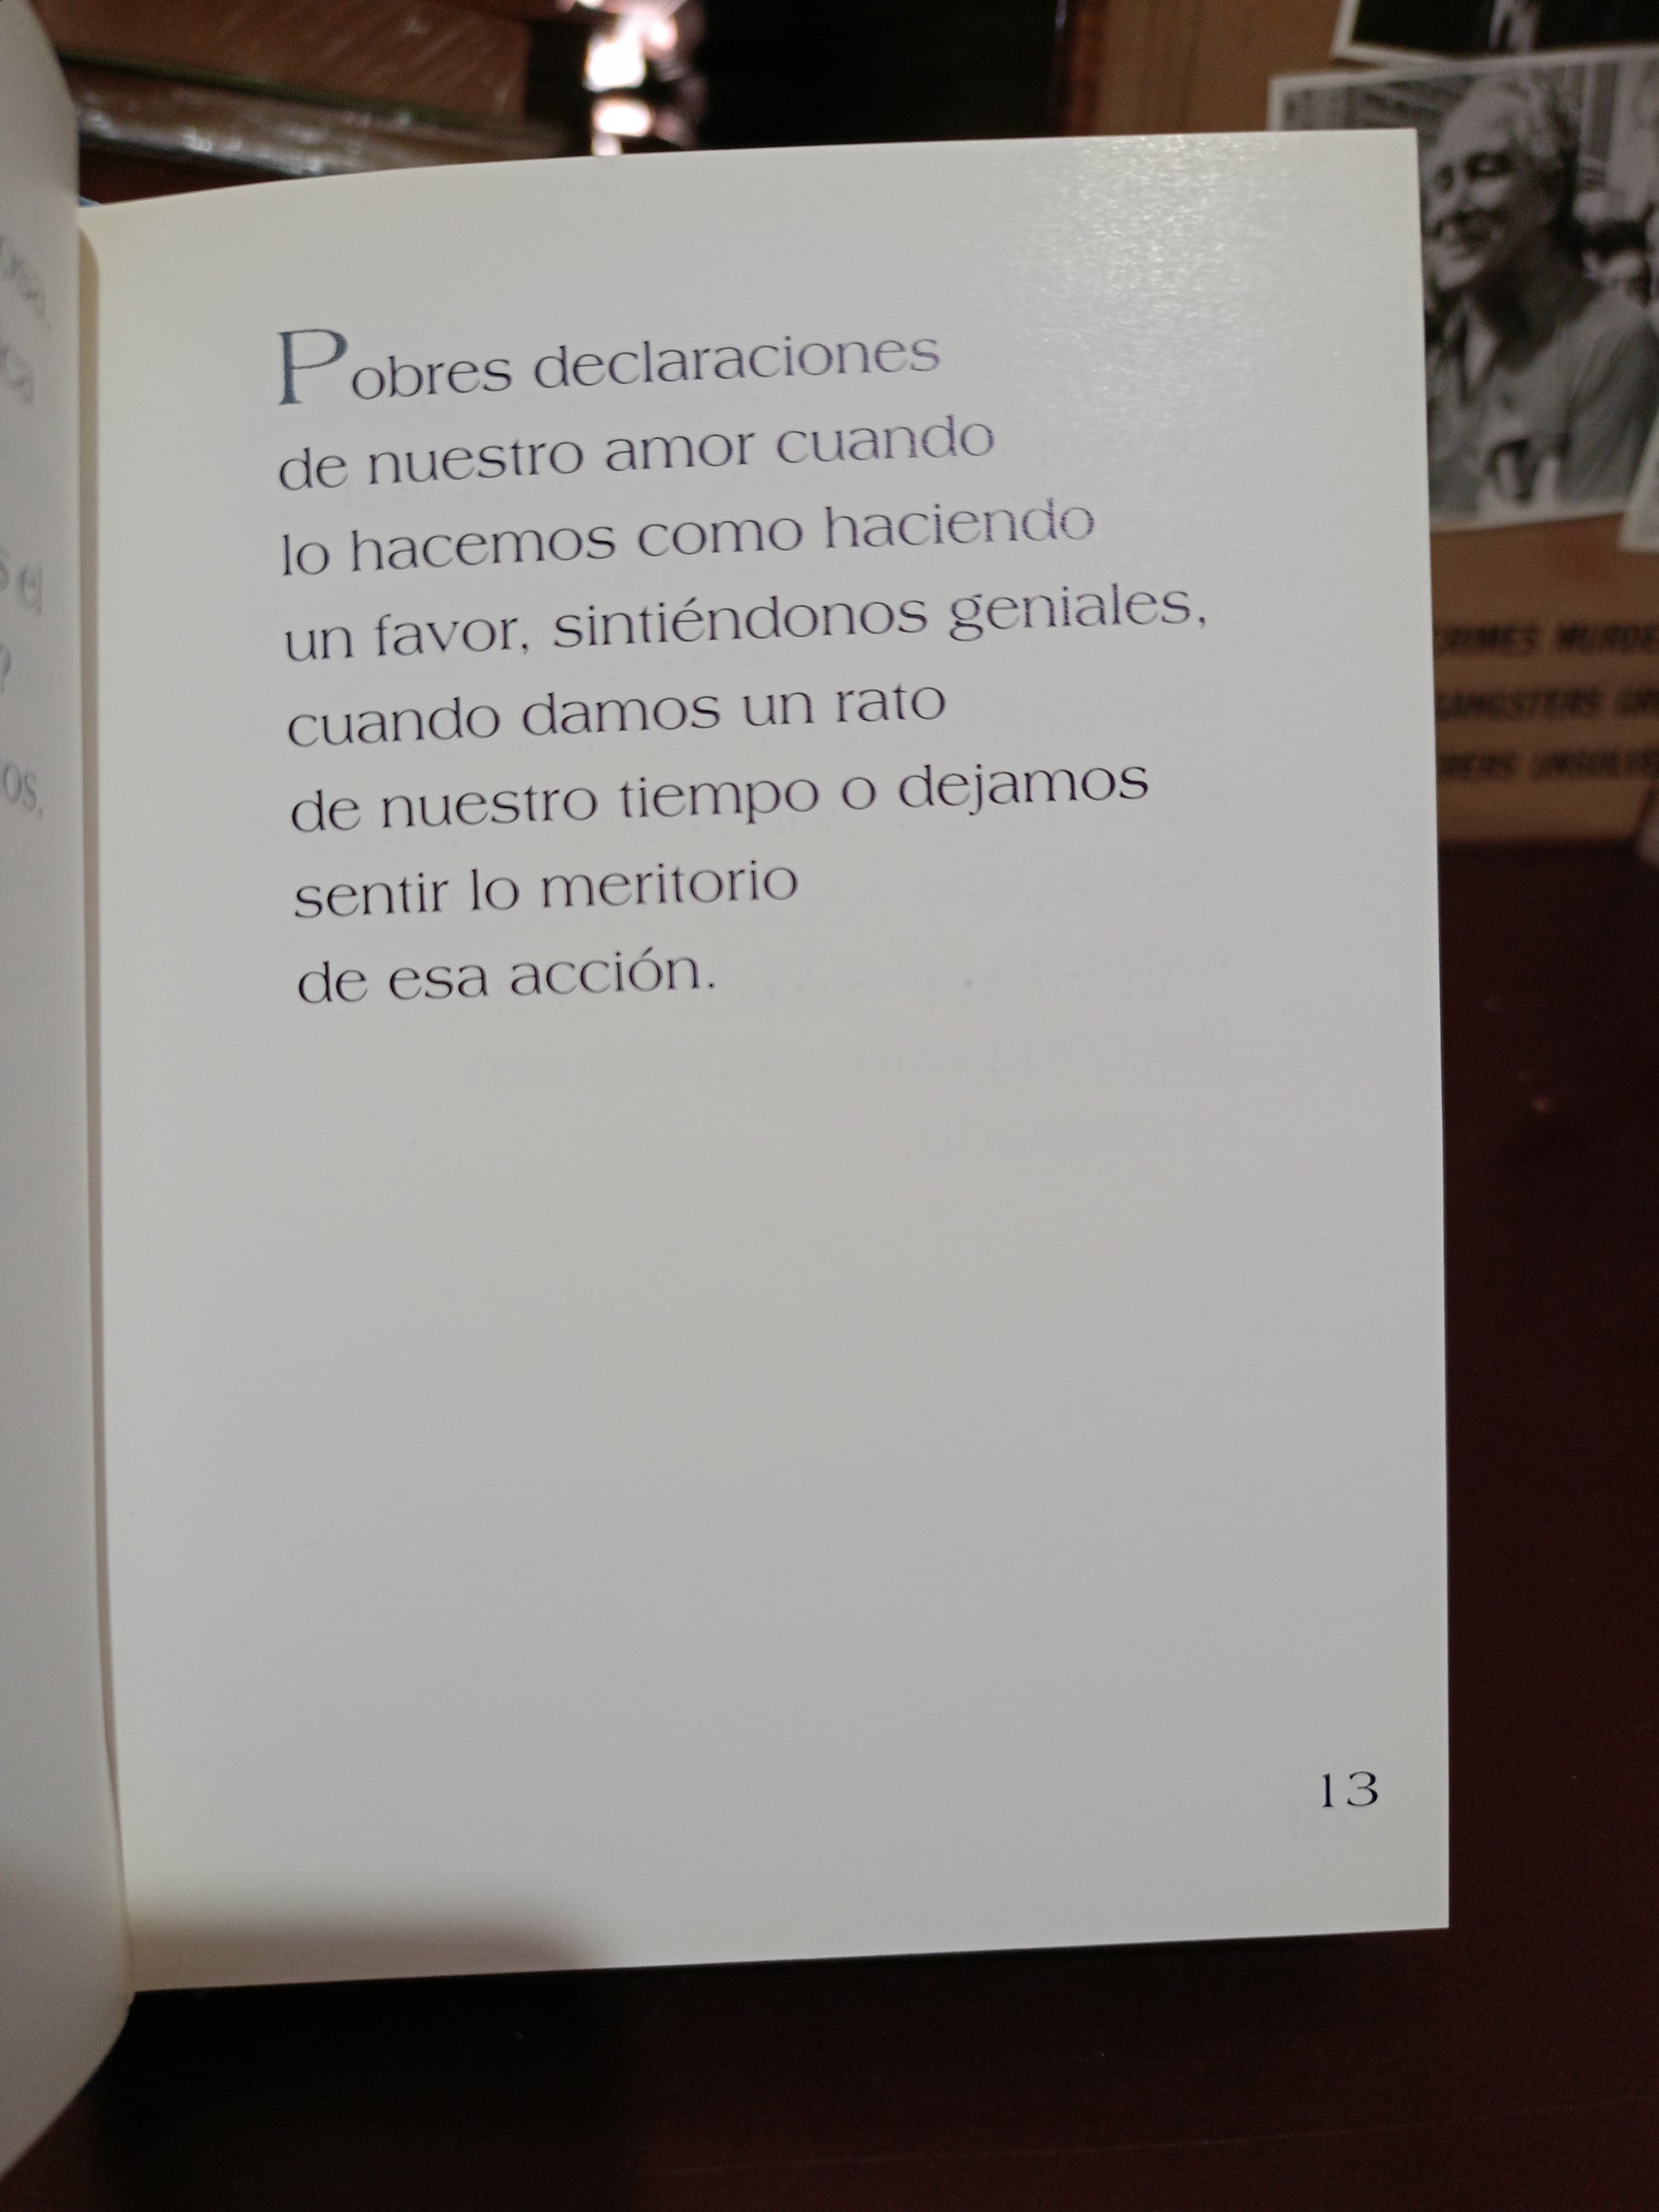 Pobres declaraciones
de nuestro amor cuando
lo hacemos como haciendo
un favor, sintiéndonos geniales,
cuando damos un rato
de nuestro tiempo o dejamos
sentir lo meritorio
de esa acción.
13
el
?